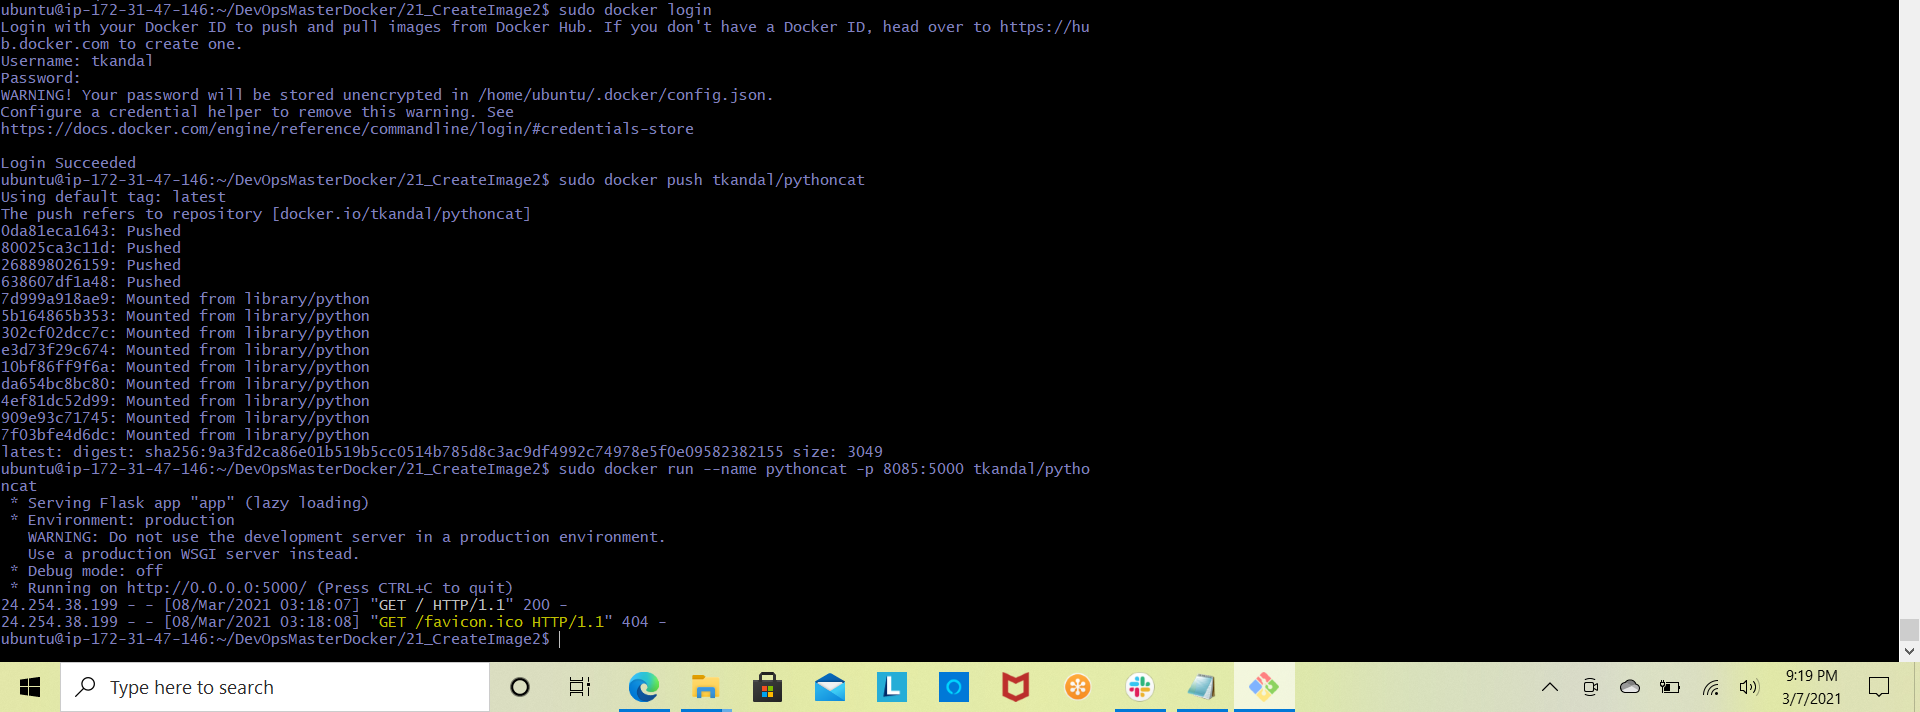 ubuntu@ip-172-31-47-146:~/DevOpsMasterDocker/21_CreateImage2$ sudo docker login
Login with your Docker ID to push and pull images from Docker Hub. If you don't have a Docker ID, head over to https://hu
b.docker.com to create one.
Username: tkandal
Password:
WARNING! Your password will be stored unencrypted in /home/ubuntu/.docker/config.json.
Configure a credential helper to remove this warning. See
https://docs.docker.com/engine/reference/commandline/login/#credentials-store
Login Succeeded
ubuntu@ip-172-31-47-146:~/DevOpsMasterDocker/21_CreateImage2$ sudo docker push tkandal/pythoncat
Using default tag: latest
The push refers to repository [docker.io/tkandal/pythoncat]
0da81eca1643: Pushed
80025ca3c11d: Pushed
268898026159: Pushed
638607df1a48: Pushed
7d999a918ae9: Mounted from library/python
5b164865b353: Mounted from library/python
302cf02dcc7c: Mounted from library/python
e3d73f29c674: Mounted from library/python
10bf86ff9f6a: Mounted from library/python
da654bc8bc80: Mounted from library/python
4ef81dc52d99: Mounted from library/python
909e93c71745: Mounted from library/python
7f03bfe4d6dc: Mounted from library/python
latest: digest: sha256:9a3fd2ca86e01b519b5cc0514b785d8c3ac9df4992c74978e5f0e09582382155 size: 3049
ubuntu@ip-172-31-47-146:~/DevOpsMasterDocker/21_CreateImage2$ sudo docker run --name pythoncat -p 8085:5000 tkandal/pytho
ncat
 * Serving Flask app "app" (lazy loading)
 * Environment: production
   WARNING: Do not use the development server in a production environment.
   Use a production WSGI server instead.
 * Debug mode: off
 * Running on http://0.0.0.0:5000/ (Press CTRL+C to quit)
24.254.38.199 - - [08/Mar/2021 03:18:07] "GET / HTTP/1.1" 200 -
24.254.38.199 - - [08/Mar/2021 03:18:08] "GET /favicon.ico HTTP/1.1" 404 -
ubuntu@ip-172-31-47-146:~/DevOpsMasterDocker/21_CreateImage2$
Type here to search
L
9:19 PM
3/7/2021